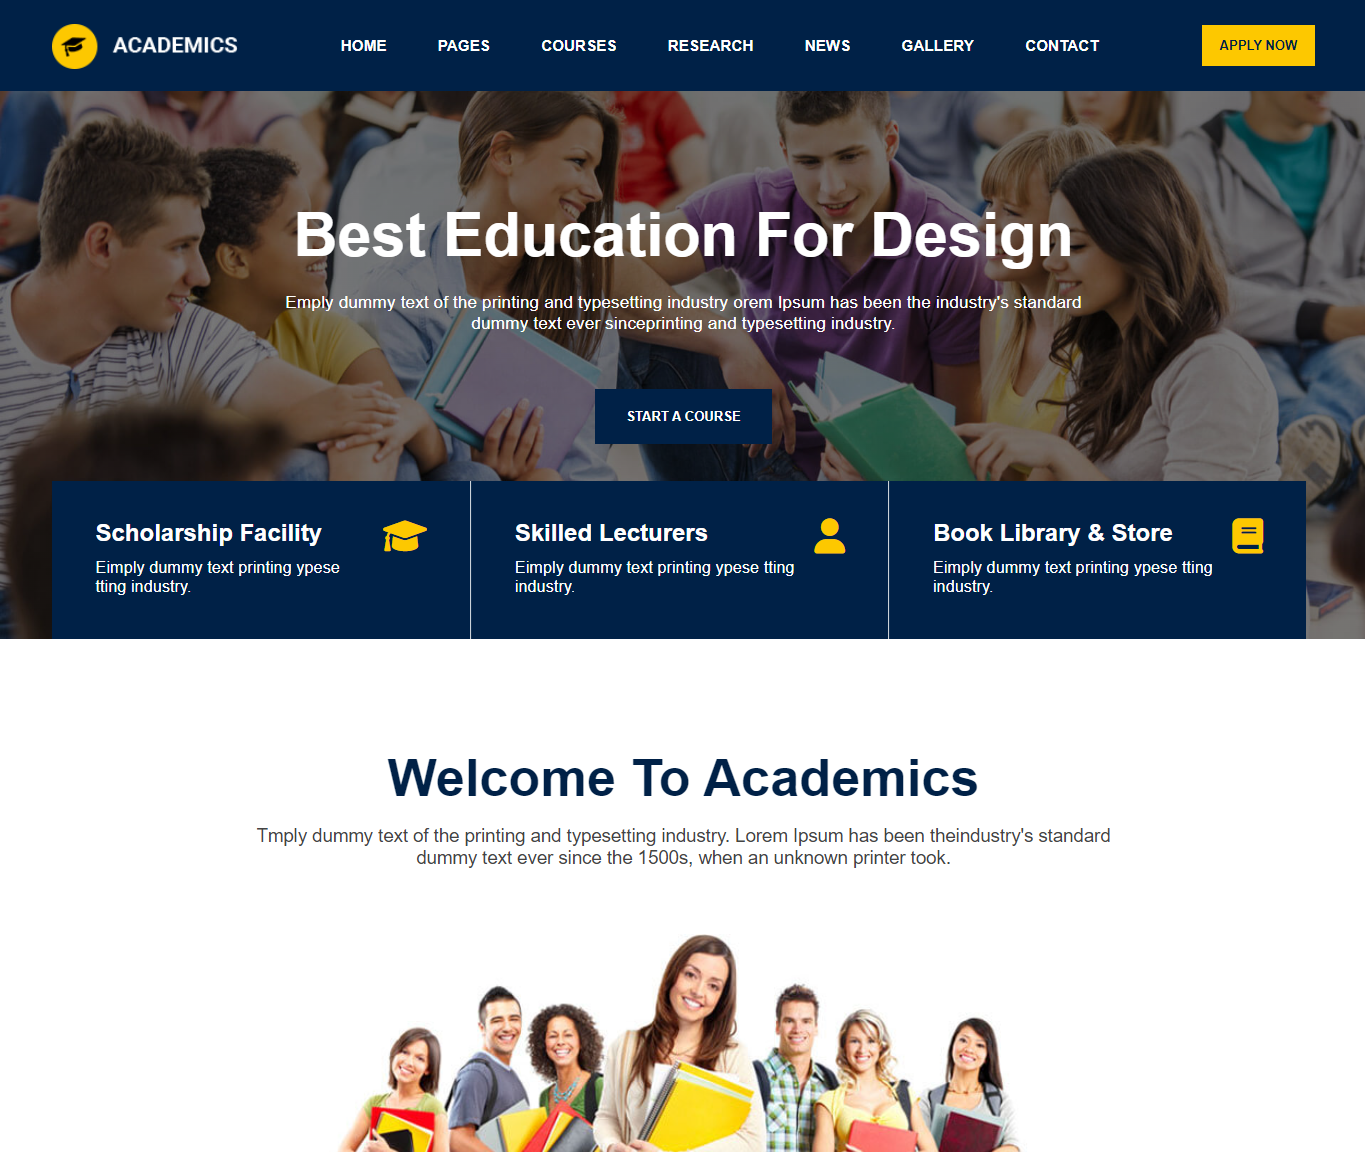 ACADEMICS
HOME
PAGES
COURSES
RESEARCH
NEWS
GALLERY
CONTACT
APPLY NOW
Best Education For Design
Emply dummy text of the printing and typesetting industry orem Ipsum has been the industry's standard
dummy text ever sinceprinting and typesetting industry.
START A COURSE
Scholarship Facility
Eimply dummy text printing ypese
tting industry.
Skilled Lecturers
Eimply dummy text printing ypese tting
industry.
Book Library & Store
Eimply dummy text printing ypese tting
industry.
Welcome To Academics
Tmply dummy text of the printing and typesetting industry. Lorem Ipsum has been theindustry's standard
dummy text ever since the 1500s, when an unknown printer took.